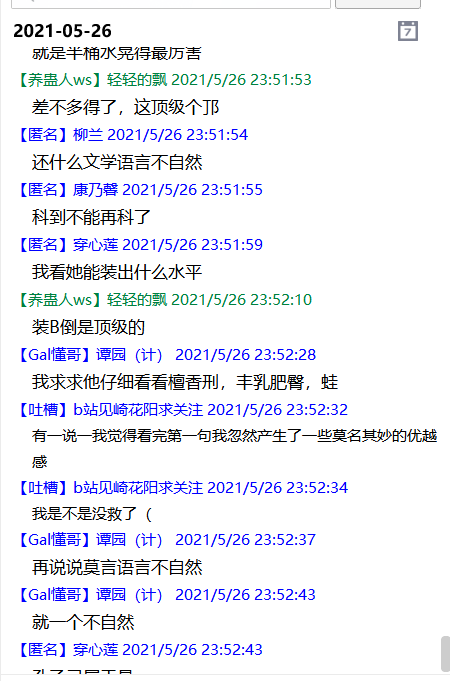 2021-05-26
7
就是半桶水晃得最厉害
【养蛊人ws】轻轻的飘 2021/5/26 23:51:53
差不多得了，这顶级个邒
【匿名】柳兰 2021/5/26 23:51:54
还什么文学语言不自然
【匿名】康乃馨 2021/5/26 23:51:55
科到不能再科了
【匿名】穿心莲 2021/5/26 23:51:59
我看她能装出什么水平
【养蛊人ws】轻轻的飘 2021/5/26 23:52:10
装B倒是顶级的
【Gal懂哥】谭园（计） 2021/5/26 23:52:28
我求求他仔细看看檀香刑，丰乳肥臀，蛙
【吐槽】b站见崎花阳求关注 2021/5/26 23:52:32
有一说一我觉得看完第一句我忽然产生了一些莫名其妙的优越
感
【吐槽】b站见崎花阳求关注 2021/5/26 23:52:34
我是不是没救了（
【Gal懂哥】谭园（计） 2021/5/26 23:52:37
再说说莫言语言不自然
【Gal懂哥】谭园（计） 2021/5/26 23:52:43
就一个不自然
【匿名】穿心莲 2021/5/26 23:52:43